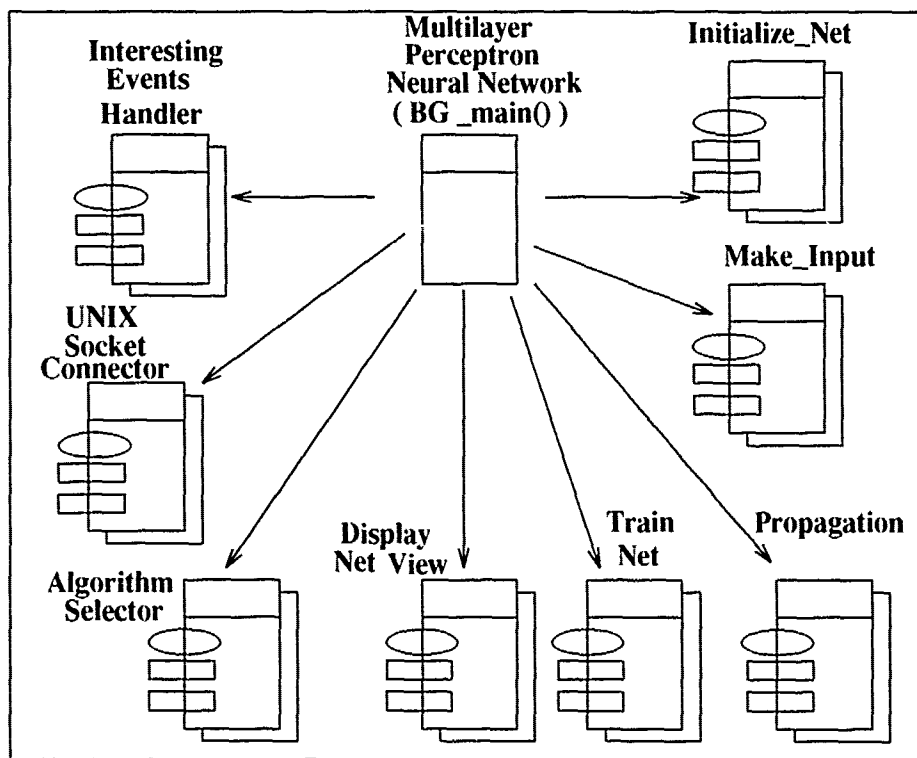 Interesting
Events
Handler
Multilayer
Perceptron
Neural Network
( BG _main() )
Initialize_Net
Make_Input
UNIX
Socket
Connector
Algorithm
Selector
Display
Net View
Train
Net
Propagation